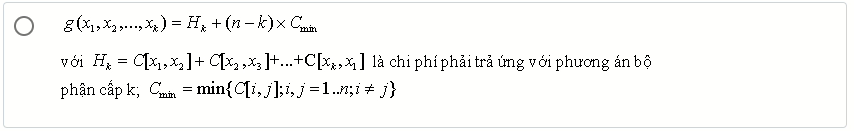 g(x₁,x₂,...,xₖ) = Hₖ + (n − k) × Cₘᵢₙ
với Hₖ = C[x₁,x₂] + C[x₂,x₃]+...+C[xₖ,x₁] là chi phí phải trả ứng với phương án bộ
phận cấp k; Cₘᵢₙ = min{C[i, j]; i, j = 1..n; i ≠ j}